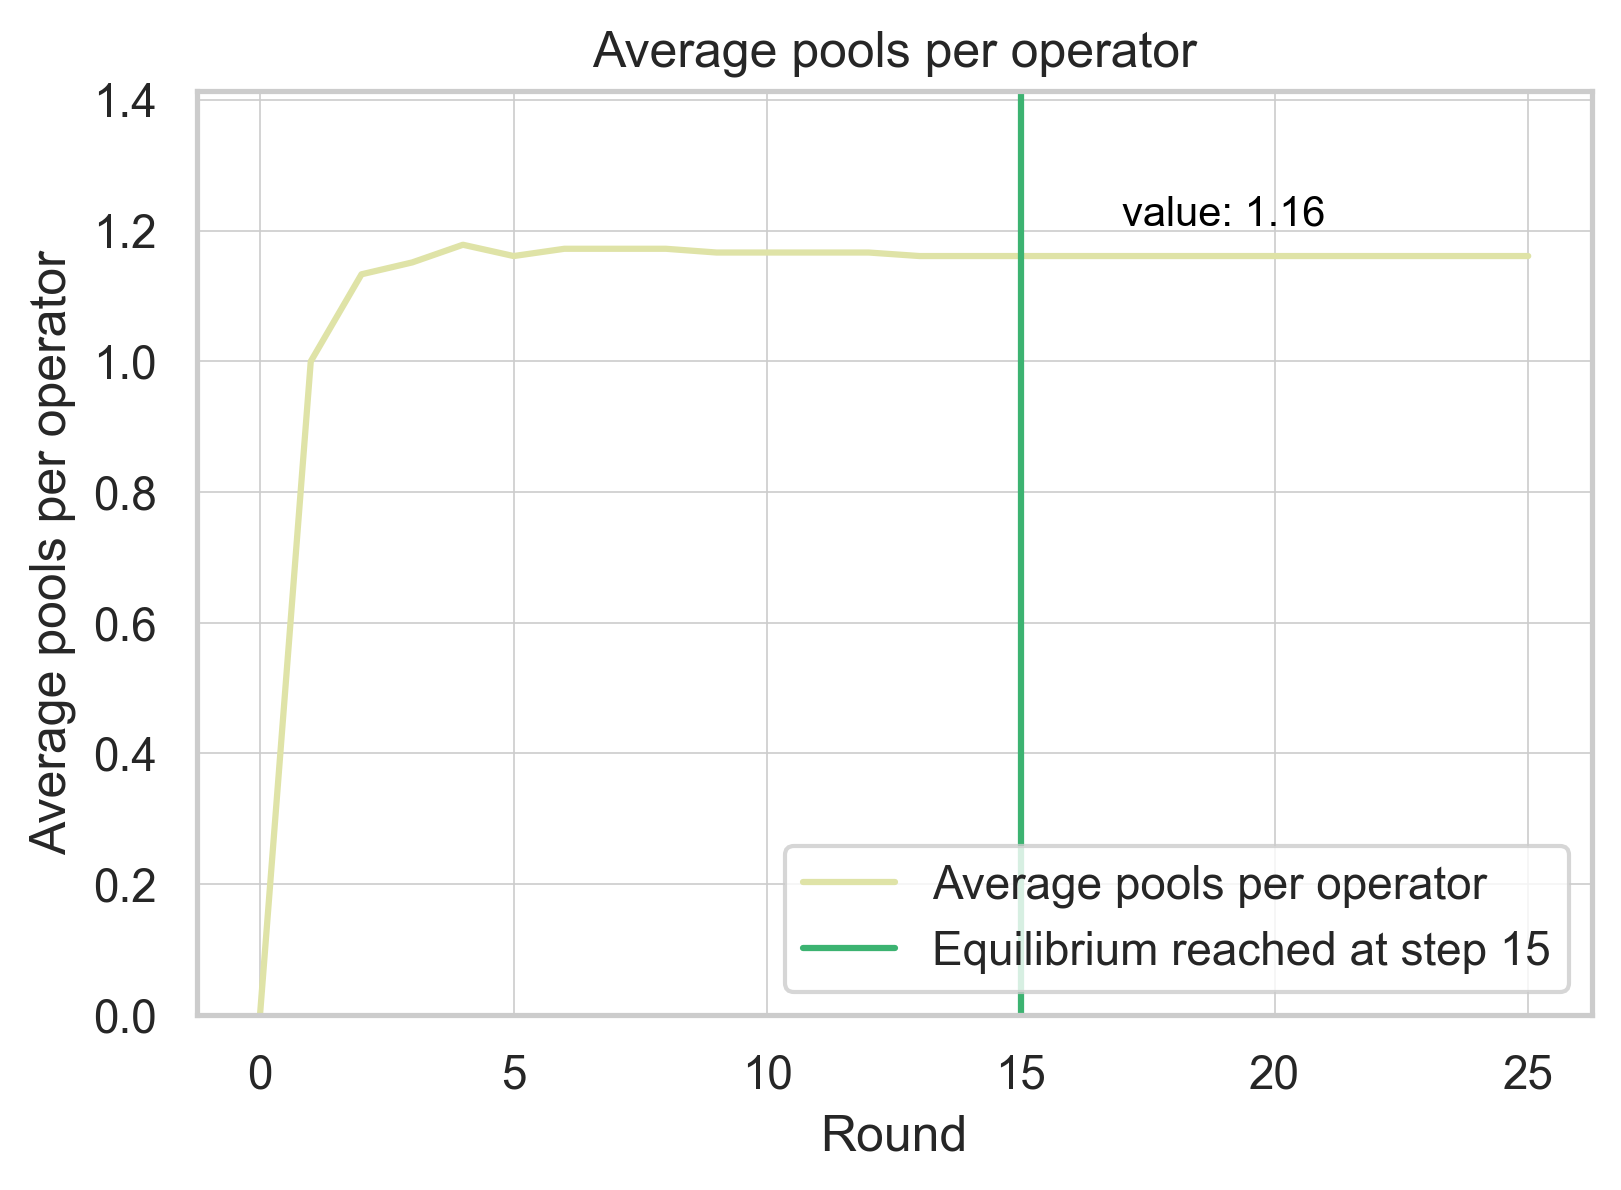 Average pools per operator
Average pools per operator
1.4
1.2
1.0
0.8
0.6
0.4
0.2
0.0
value: 1.16
Average pools per operator
Equilibrium reached at step 15
0 5 10 15 20 25
Round